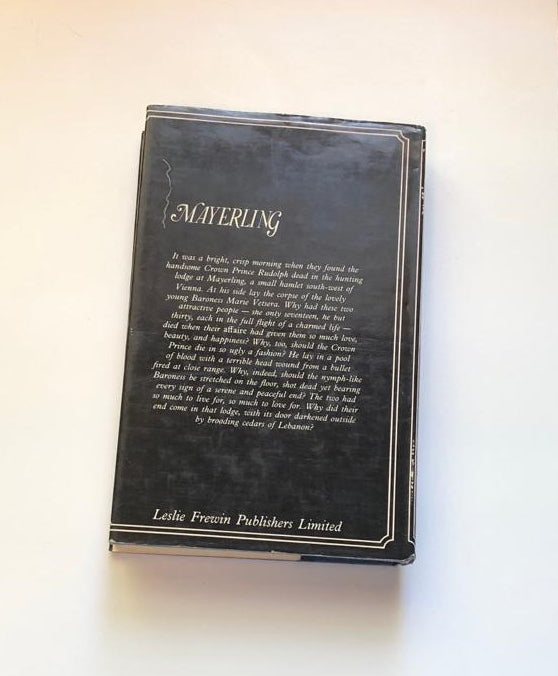 MAYERLING
It was a bright, crisp morning when they found the
handsome Crown Prince Rudolph dead in the hunting
lodge at Mayerling, a small hamlet south-west of
Vienna. At his side lay the corpse of the lovely
young Baroness Marie Vetsera. Why had these two
attractive people — she only seventeen, he but
thirty, each in the full flight of a charmed life —
died when their affaire had given them so much love,
beauty, and happiness? Why, too, should the Crown
Prince die in so ugly a fashion? He lay in a pool
of blood with a terrible head wound from a bullet
fired at close range. Why, indeed, should the nymph-like
Baroness be stretched on the floor, shot dead yet bearing
every sign of a serene and peaceful end? The two had
so much to live for, so much to love for. Why did their
end come in that lodge, with its door darkened outside
by brooding cedars of Lebanon?
Leslie Frewin Publishers Limited